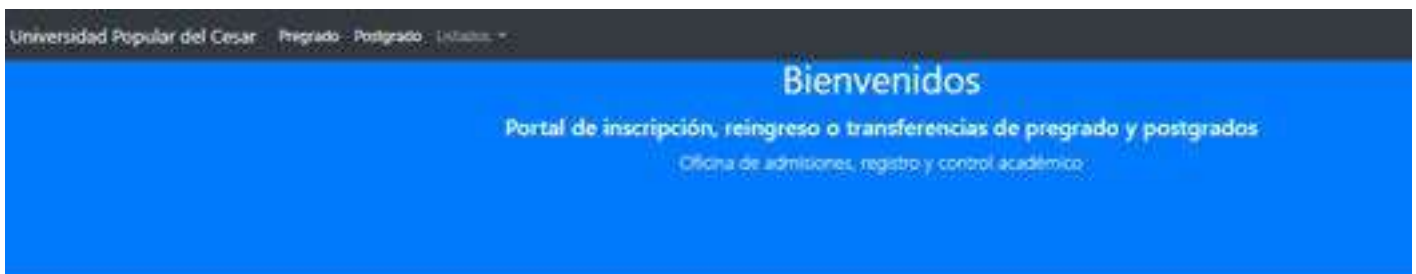 Universidad Popular del Cesar Pregrado Postgrado Listados
Bienvenidos
Portal de inscripción, reingreso o transferencias de pregrado y postgrados
Oficina de admisiones, registro y control académico